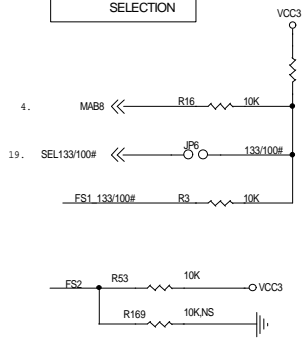 SELECTION
VCC3
4. MAB8 R16 10K
19. SEL133/100# JP6 133/100#
FS1_133/100# R3 10K
FS2 R53 10K VCC3
R169 10K,NS